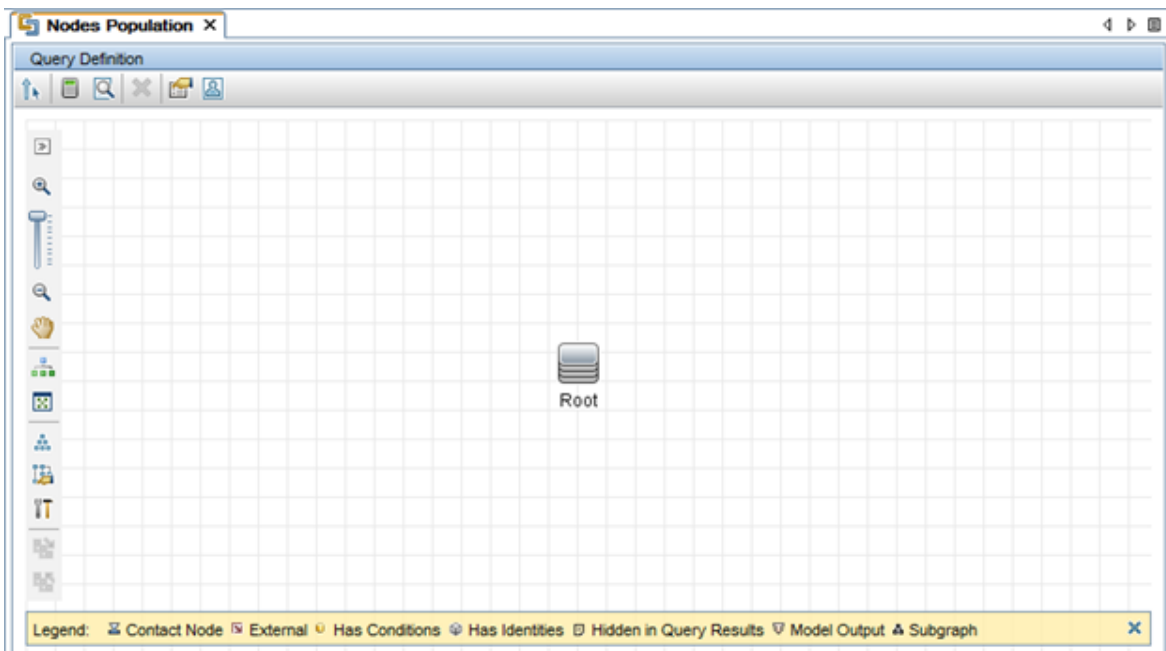 Nodes Population
Query Definition
Root
Legend: Contact Node External Has Conditions Has Identities Hidden in Query Results Model Output Subgraph